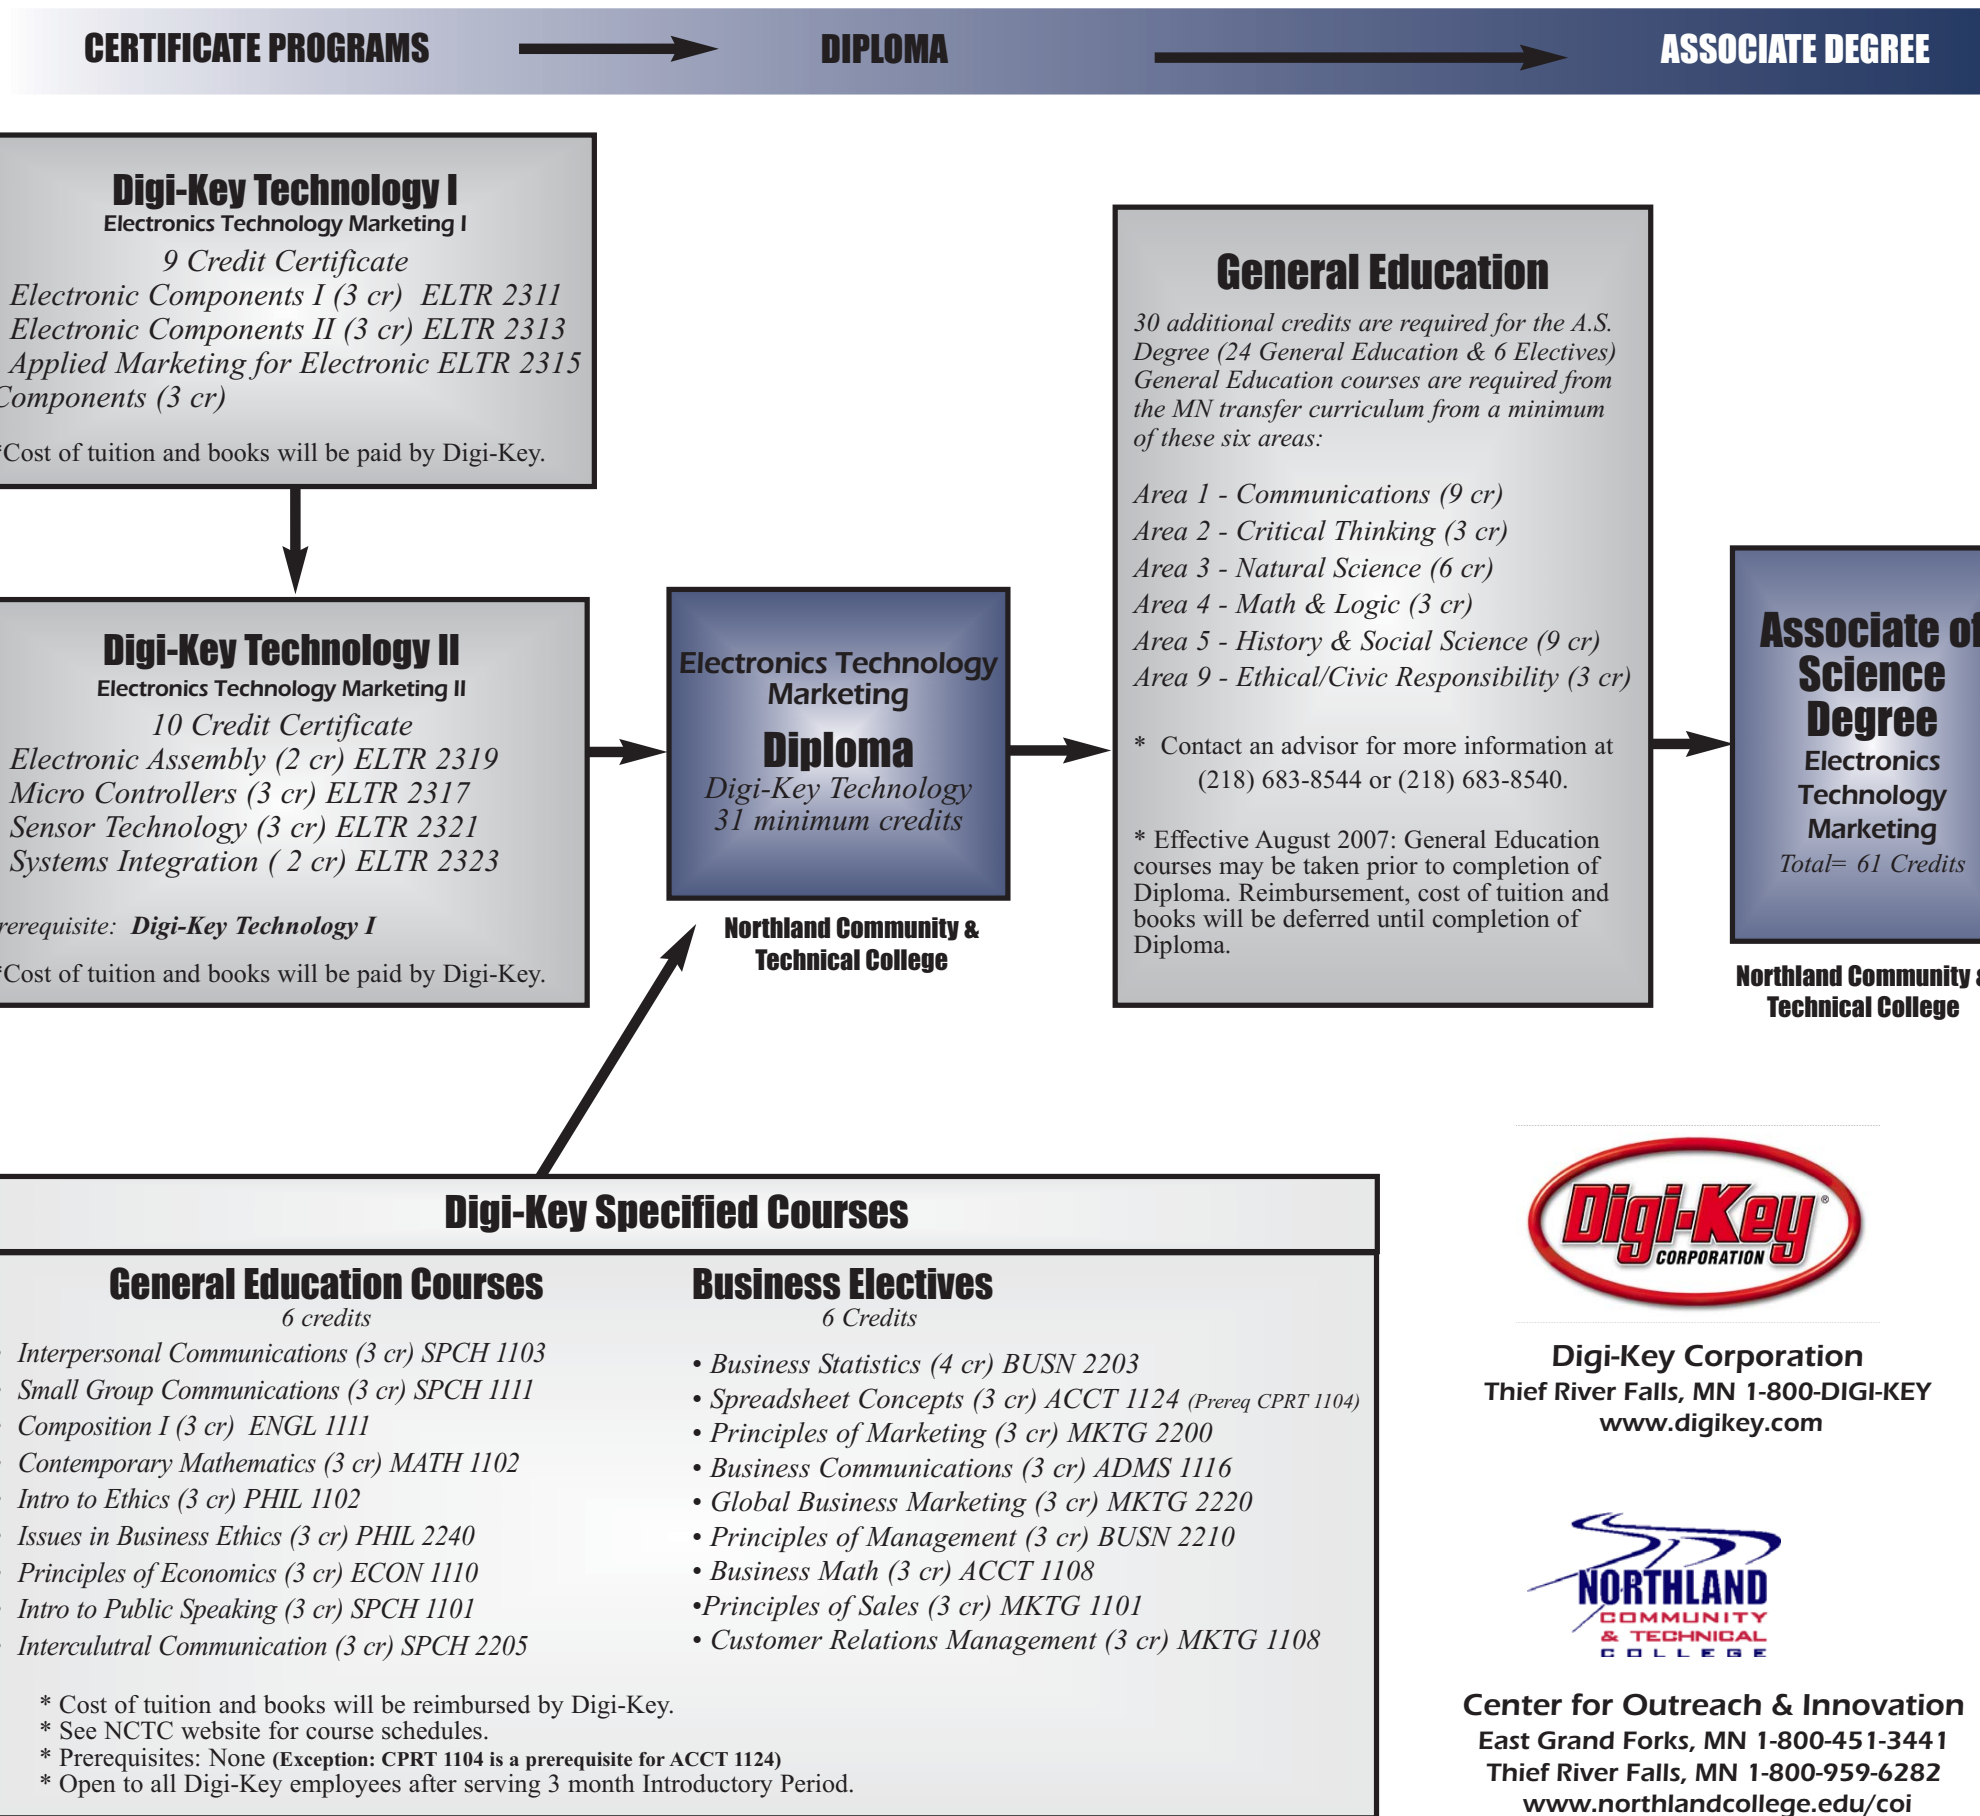 CERTIFICATE PROGRAMS
DIPLOMA
ASSOCIATE DEGREE
Digi-Key Technology I
Electronics Technology Marketing I
9 Credit Certificate
Electronic Components I (3 cr) ELTR 2311
Electronic Components II (3 cr) ELTR 2313
Applied Marketing for Electronic ELTR 2315
Components (3 cr)
*Cost of tuition and books will be paid by Digi-Key.
Digi-Key Technology II
Electronics Technology Marketing II
10 Credit Certificate
Electronic Assembly (2 cr) ELTR 2319
Micro Controllers (3 cr) ELTR 2317
Sensor Technology (3 cr) ELTR 2321
Systems Integration ( 2 cr) ELTR 2323
rerequisite: Digi-Key Technology I
*Cost of tuition and books will be paid by Digi-Key.
Electronics Technology
Marketing
Diploma
Digi-Key Technology
31 minimum credits
Northland Community &
Technical College
General Education
30 additional credits are required for the A.S.
Degree (24 General Education & 6 Electives)
General Education courses are required from
the MN transfer curriculum from a minimum
of these six areas:
Area 1 - Communications (9 cr)
Area 2 - Critical Thinking (3 cr)
Area 3 - Natural Science (6 cr)
Area 4 - Math & Logic (3 cr)
Area 5 - History & Social Science (9 cr)
Area 9 - Ethical/Civic Responsibility (3 cr)
* Contact an advisor for more information at
(218) 683-8544 or (218) 683-8540.
* Effective August 2007: General Education
courses may be taken prior to completion of
Diploma. Reimbursement, cost of tuition and
books will be deferred until completion of
Diploma.
Associate of
Science
Degree
Electronics
Technology
Marketing
Total= 61 Credits
Northland Community &
Technical College
Digi-Key Specified Courses
General Education Courses
6 credits
• Interpersonal Communications (3 cr) SPCH 1103
• Small Group Communications (3 cr) SPCH 1111
• Composition I (3 cr) ENGL 1111
• Contemporary Mathematics (3 cr) MATH 1102
• Intro to Ethics (3 cr) PHIL 1102
• Issues in Business Ethics (3 cr) PHIL 2240
• Principles of Economics (3 cr) ECON 1110
• Intro to Public Speaking (3 cr) SPCH 1101
• Interculutral Communication (3 cr) SPCH 2205
Business Electives
6 Credits
• Business Statistics (4 cr) BUSN 2203
• Spreadsheet Concepts (3 cr) ACCT 1124 (Prereq CPRT 1104)
• Principles of Marketing (3 cr) MKTG 2200
• Business Communications (3 cr) ADMS 1116
• Global Business Marketing (3 cr) MKTG 2220
• Principles of Management (3 cr) BUSN 2210
• Business Math (3 cr) ACCT 1108
•Principles of Sales (3 cr) MKTG 1101
• Customer Relations Management (3 cr) MKTG 1108
* Cost of tuition and books will be reimbursed by Digi-Key.
* See NCTC website for course schedules.
* Prerequisites: None (Exception: CPRT 1104 is a prerequisite for ACCT 1124)
* Open to all Digi-Key employees after serving 3 month Introductory Period.
Digi-Key®
CORPORATION
Digi-Key Corporation
Thief River Falls, MN 1-800-DIGI-KEY
www.digikey.com
NORTHLAND
COMMUNITY
& TECHNICAL
COLLEGE
Center for Outreach & Innovation
East Grand Forks, MN 1-800-451-3441
Thief River Falls, MN 1-800-959-6282
www.northlandcollege.edu/coi